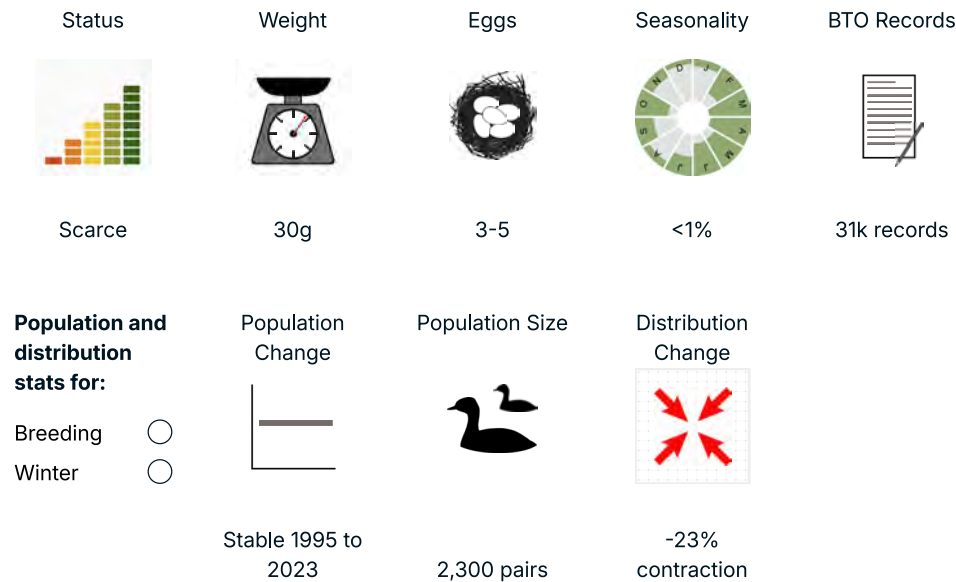 Status
Weight
Eggs
Seasonality
BTO Records
J
F
M
A
M
J
J
A
S
O
N
D
Scarce
30g
3-5
<1%
31k records
Population and
distribution
stats for:
Breeding
Winter
Population
Change
Population Size
Distribution
Change
Stable 1995 to
2023
2,300 pairs
-23%
contraction